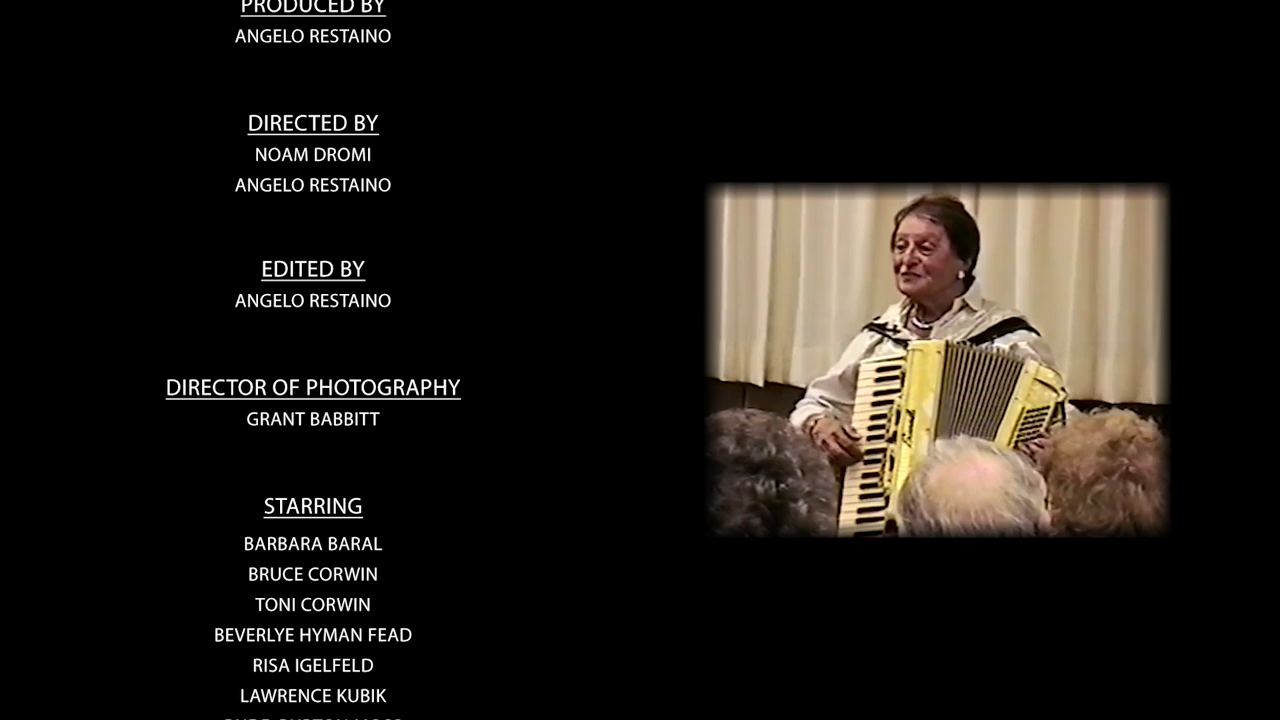 PRODUCED BY
ANGELO RESTAINO
DIRECTED BY
NOAM DROMI
ANGELO RESTAINO
EDITED BY
ANGELO RESTAINO
DIRECTOR OF PHOTOGRAPHY
GRANT BABBITT
STARRING
BARBARA BARAL
BRUCE CORWIN
TONI CORWIN
BEVERLYE HYMAN FEAD
RISA IGELFELD
LAWRENCE KUBIK